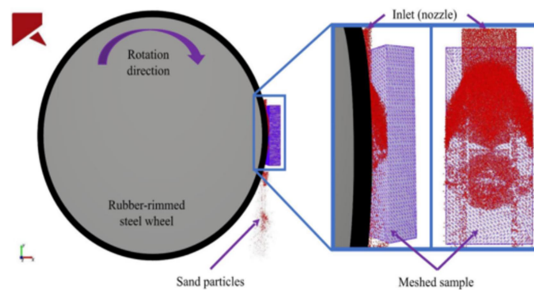 Inlet (nozzle)
Rotation
direction
Rubber-rimmed
steel wheel
Sand particles
Meshed sample